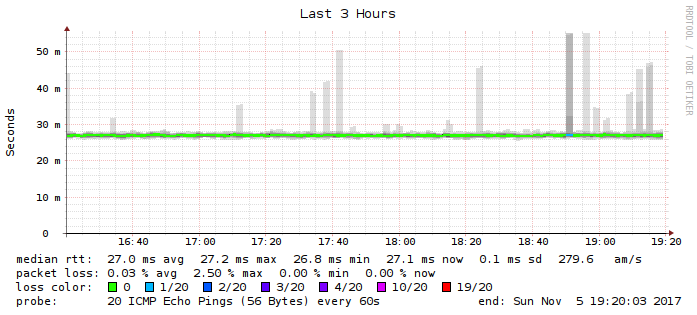 Last 3 Hours
RRDTOOL / TOBI OETIKER
Seconds
50 m
40 m
30 m
20 m
10 m
0
16:40 17:00 17:20 17:40 18:00 18:20 18:40 19:00 19:20
median rtt: 27.0 ms avg 27.2 ms max 26.8 ms min 27.1 ms now 0.1 ms sd 279.6 am/s
packet loss: 0.03 % avg 2.50 % max 0.00 % min 0.00 % now
loss color: 0 1/20 2/20 3/20 4/20 10/20 19/20
probe: 20 ICMP Echo Pings (56 Bytes) every 60s end: Sun Nov 5 19:20:03 2017